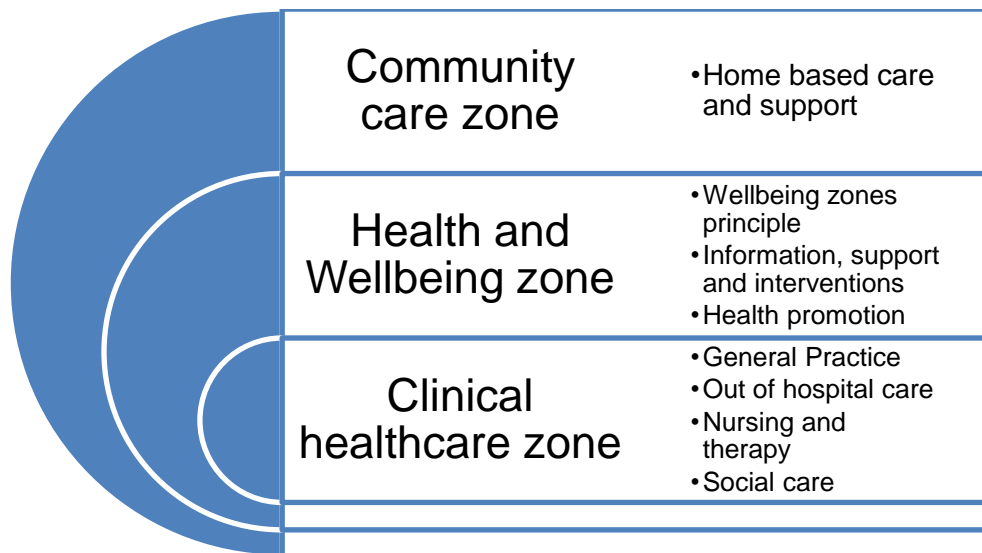 Community
care zone
•Home based care
and support
Health and
Wellbeing zone
•Wellbeing zones
principle
•Information, support
and interventions
•Health promotion
Clinical
healthcare zone
•General Practice
•Out of hospital care
•Nursing and
therapy
•Social care